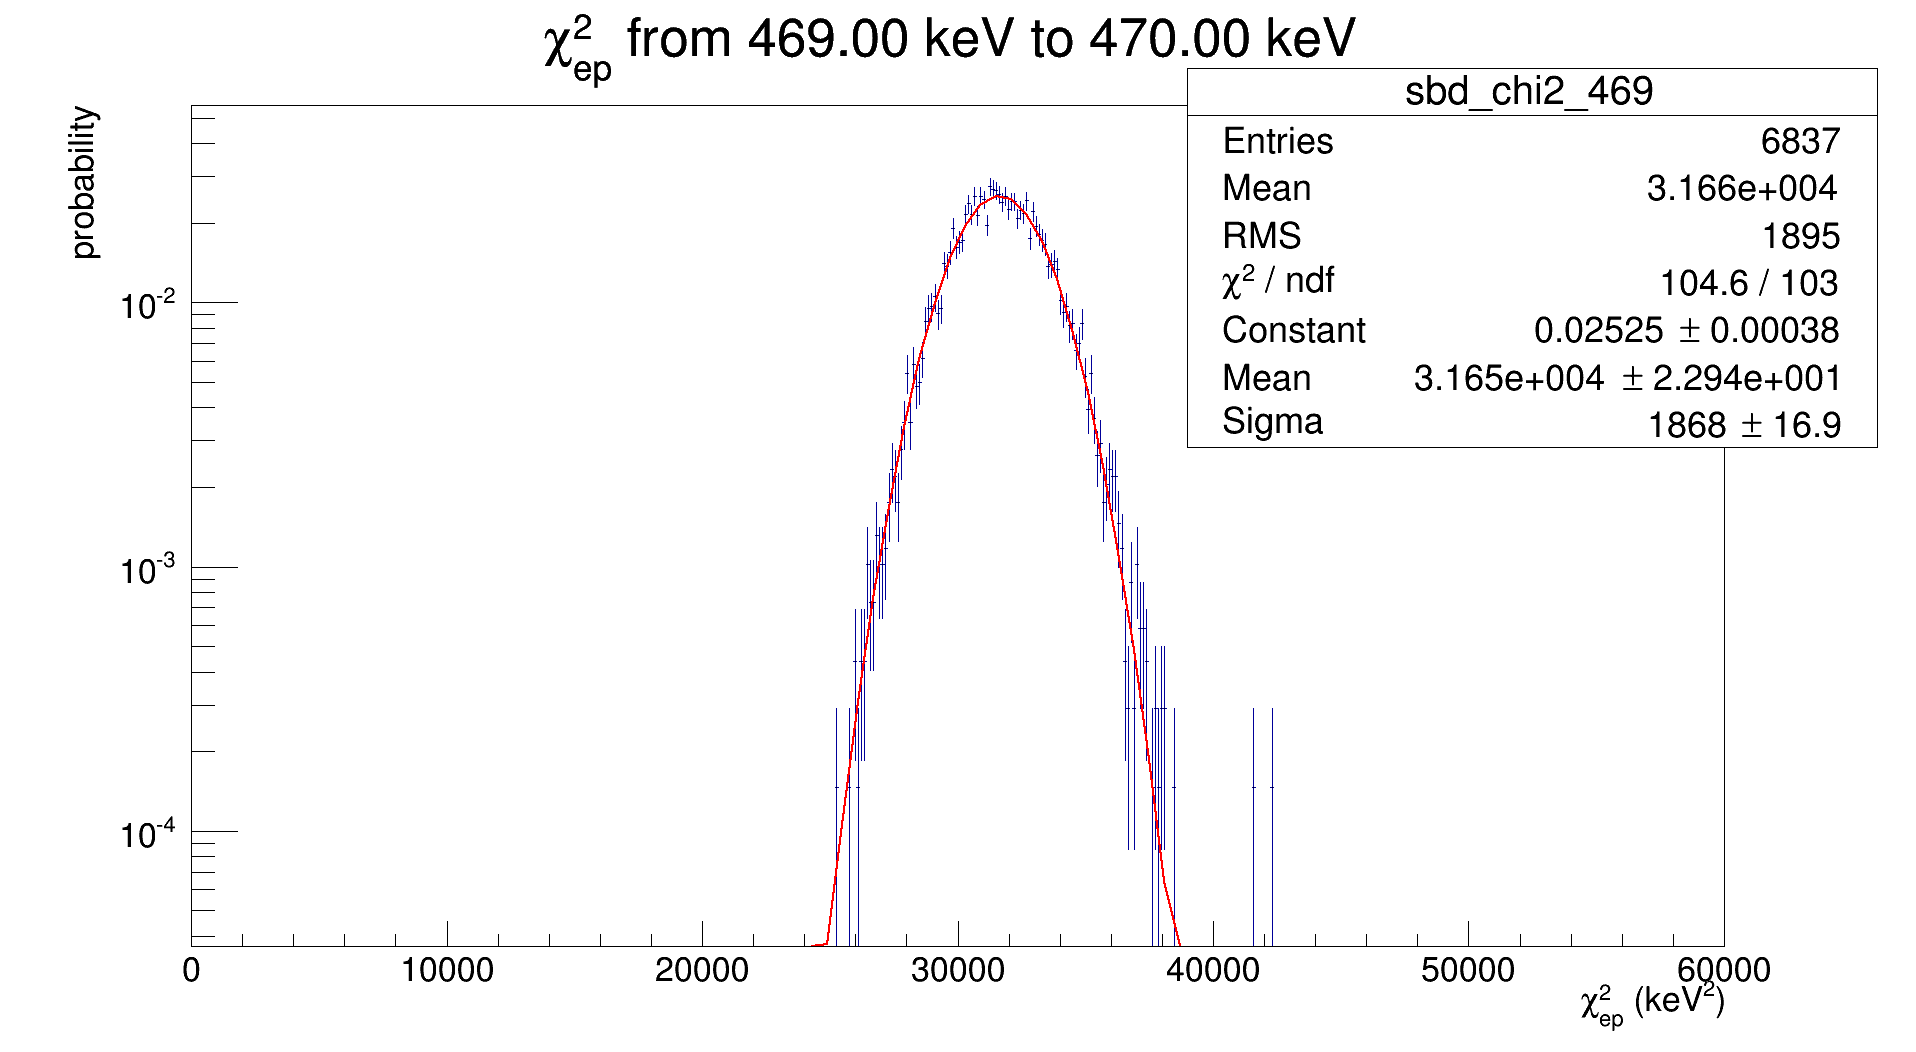 χ²ep from 469.00 keV to 470.00 keV
sbd_chi2_469
Entries 6837
Mean 3.166e+004
RMS 1895
χ² / ndf 104.6 / 103
Constant 0.02525 ± 0.00038
Mean 3.165e+004 ± 2.294e+001
Sigma 1868 ± 16.9
probability
10⁻²
10⁻³
10⁻⁴
0 10000 20000 30000 40000 50000 60000
χ²ep (keV²)